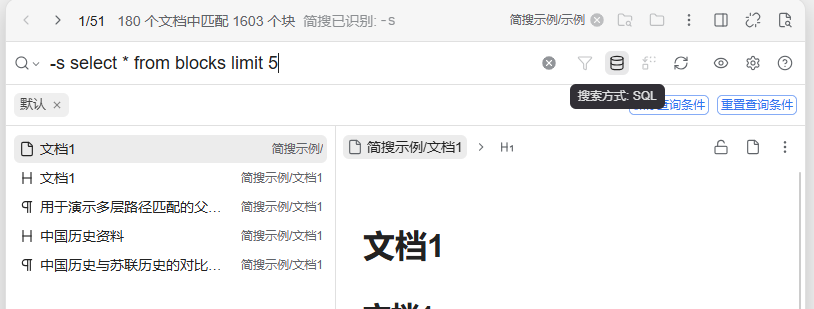 1/51 180 个文档中匹配 1603 个块 简搜已识别: -s 简搜示例/示例
-s select * from blocks limit 5
搜索方式: SQL
默认 查询条件 重置查询条件
文档1 简搜示例/
简搜示例/文档1 H1
H 文档1 简搜示例/文档1
用于演示多层路径匹配的父... 简搜示例/文档1
H 中国历史资料 简搜示例/文档1
中国历史与苏联历史的对比... 简搜示例/文档1
文档1